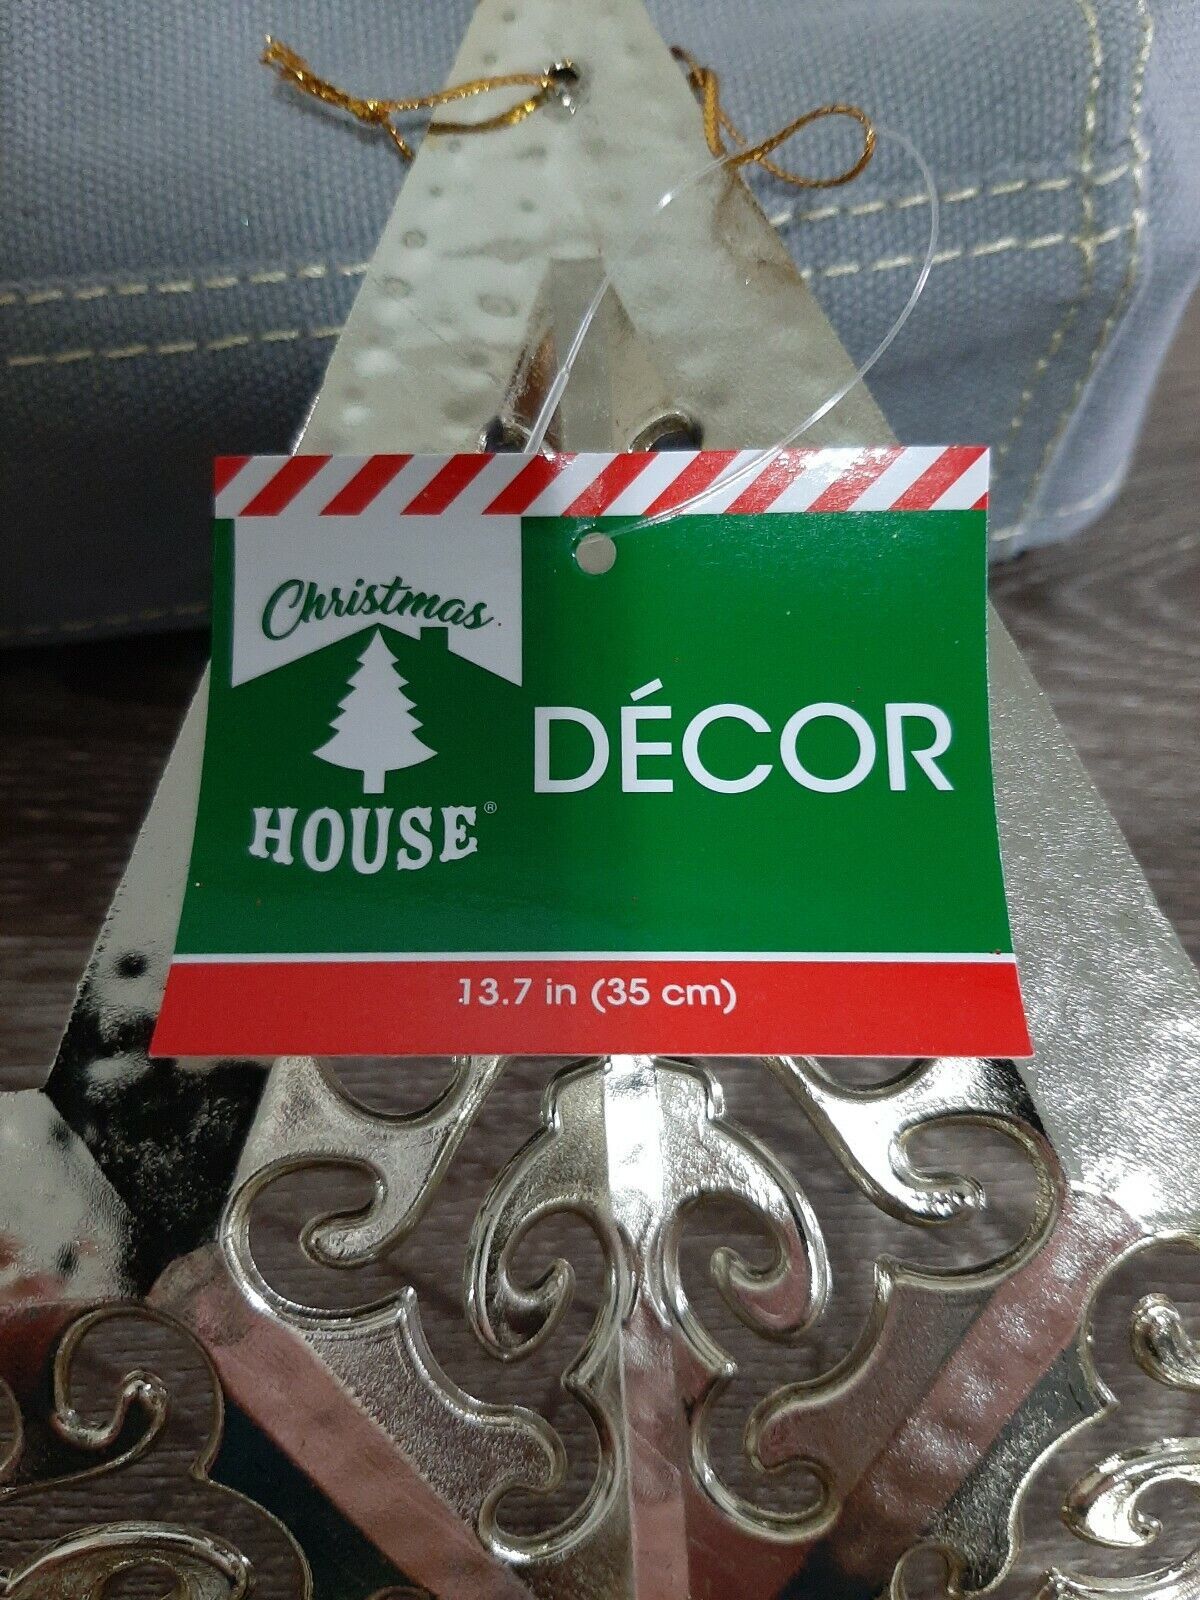 Christmas
HOUSE®
DÉCOR
13.7 in (35 cm)